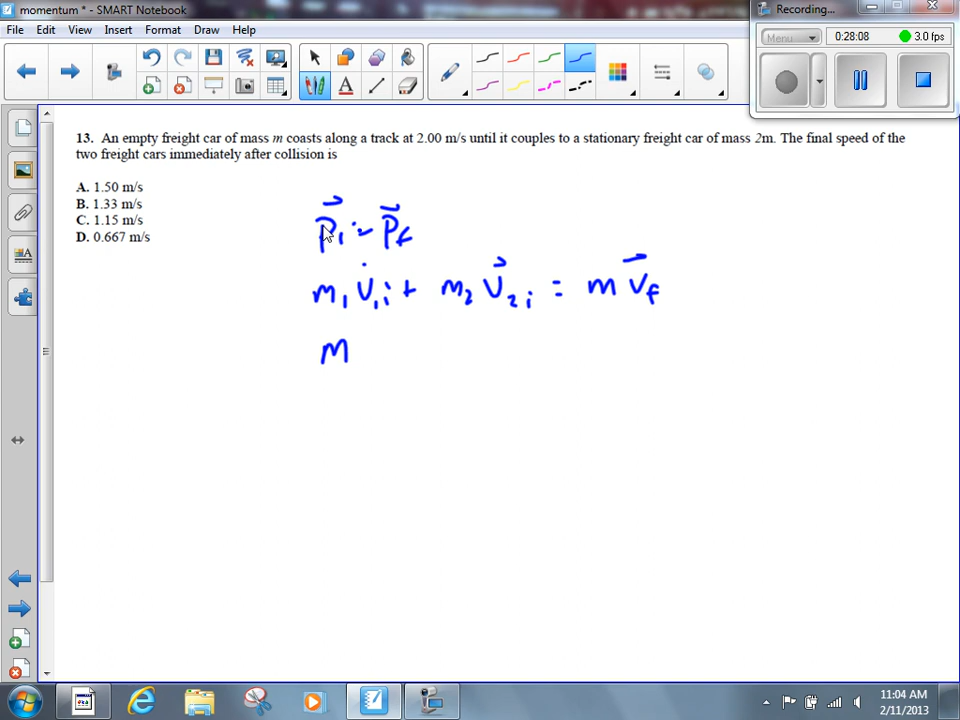 momentum * - SMART Notebook
Recording...
File Edit View Insert Format Draw Help
Menu
0:28:08
3.0 fps
13. An empty freight car of mass m coasts along a track at 2.00 m/s until it couples to a stationary freight car of mass 2m. The final speed of the
two freight cars immediately after collision is
A. 1.50 m/s
B. 1.33 m/s
C. 1.15 m/s
D. 0.667 m/s
p⃗i = p⃗f
m₁ v⃗₁i + m₂ v⃗₂i = m v⃗f
m
11:04 AM
2/11/2013